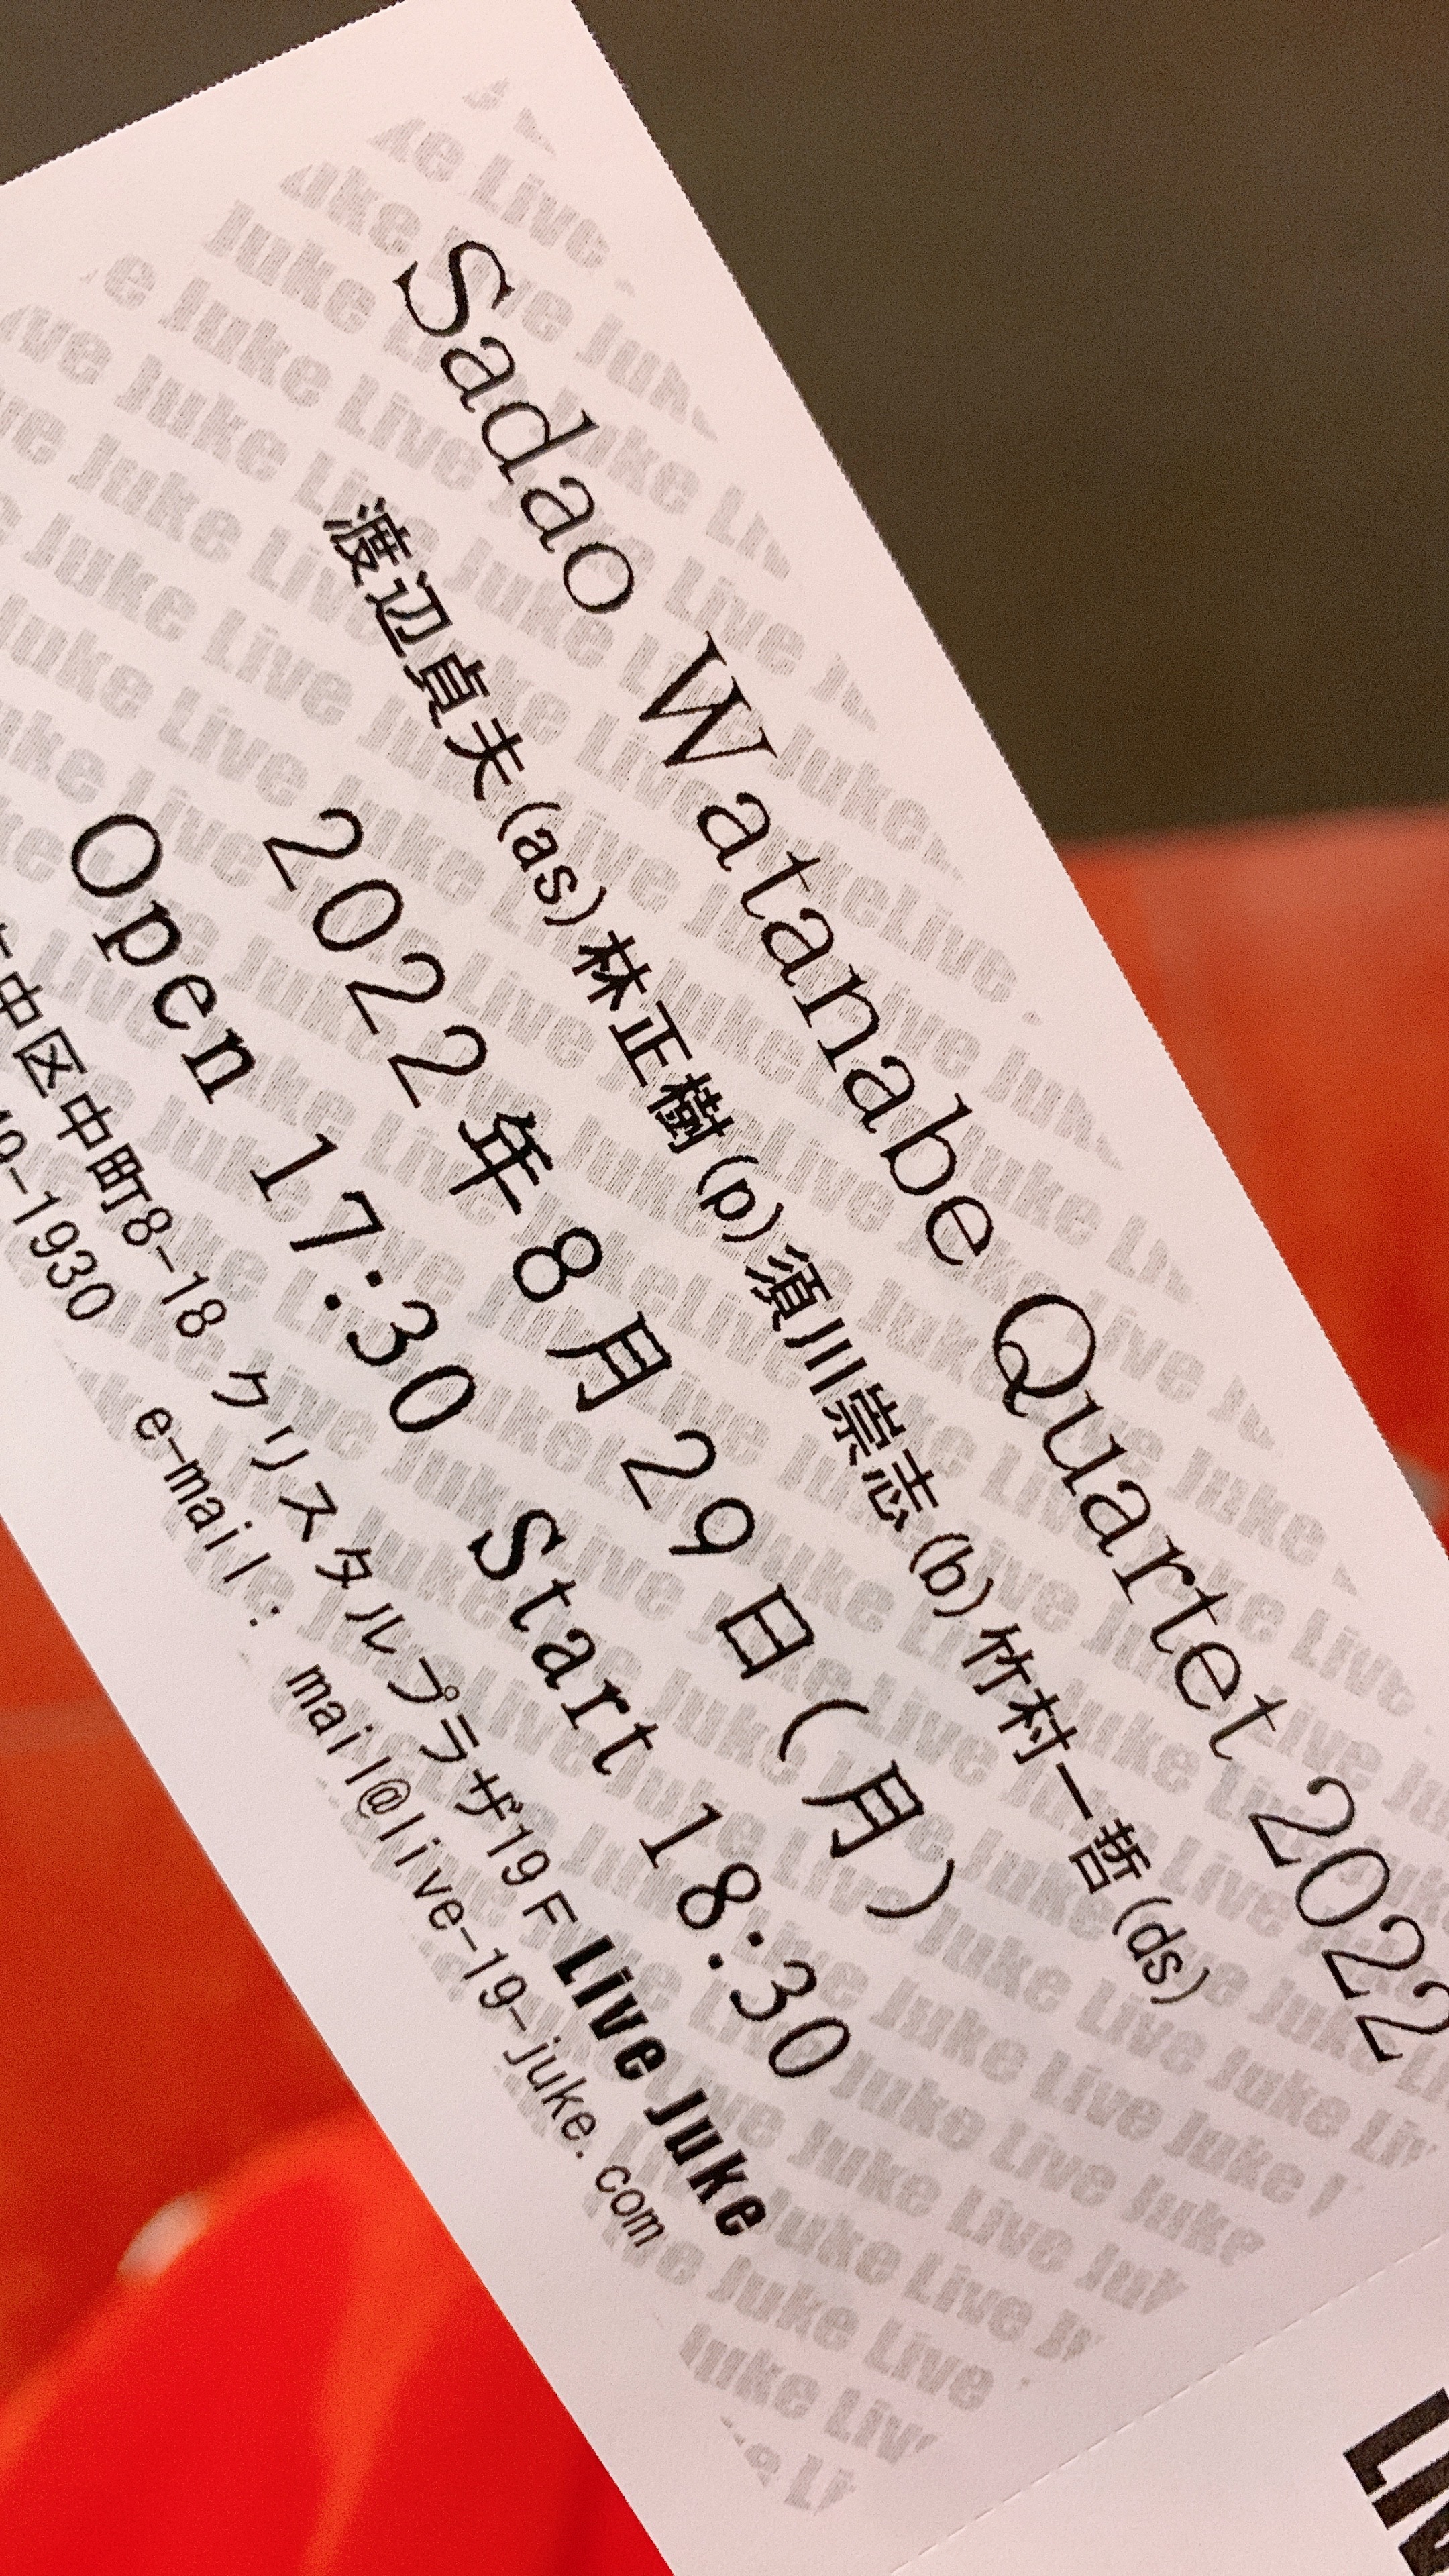 Sadao Watanabe Quartet 2022
渡辺貞夫(as)林正樹(p)須川崇志(b)竹村一哲(ds)
2022年8月29日(月)
Open 17:30 Start 18:30
中区中町8-18 クリスタルプラザ19F Live Juke
9-1930 e-mail: mail@live-19-juke.com